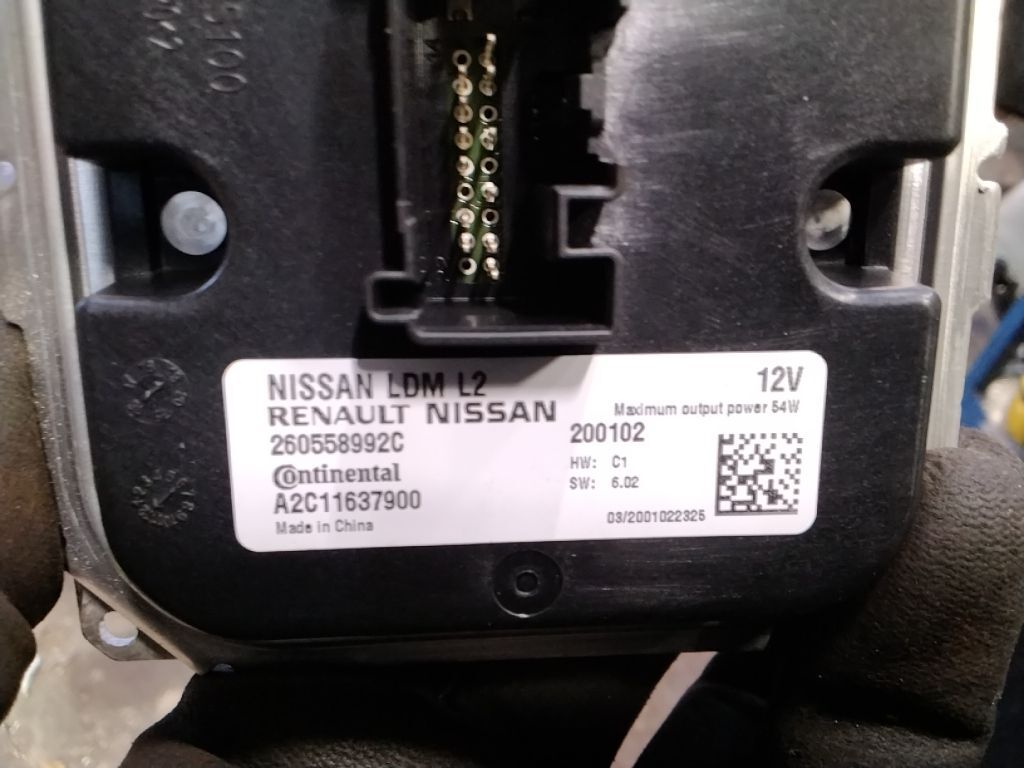 5100
NISSAN LDM L2
12V
RENAULT NISSAN
Maximum output power 54W
260558992C
200102
Continental
HW: C1
A2C11637900
SW: 6.02
Made in China
03/2001022325